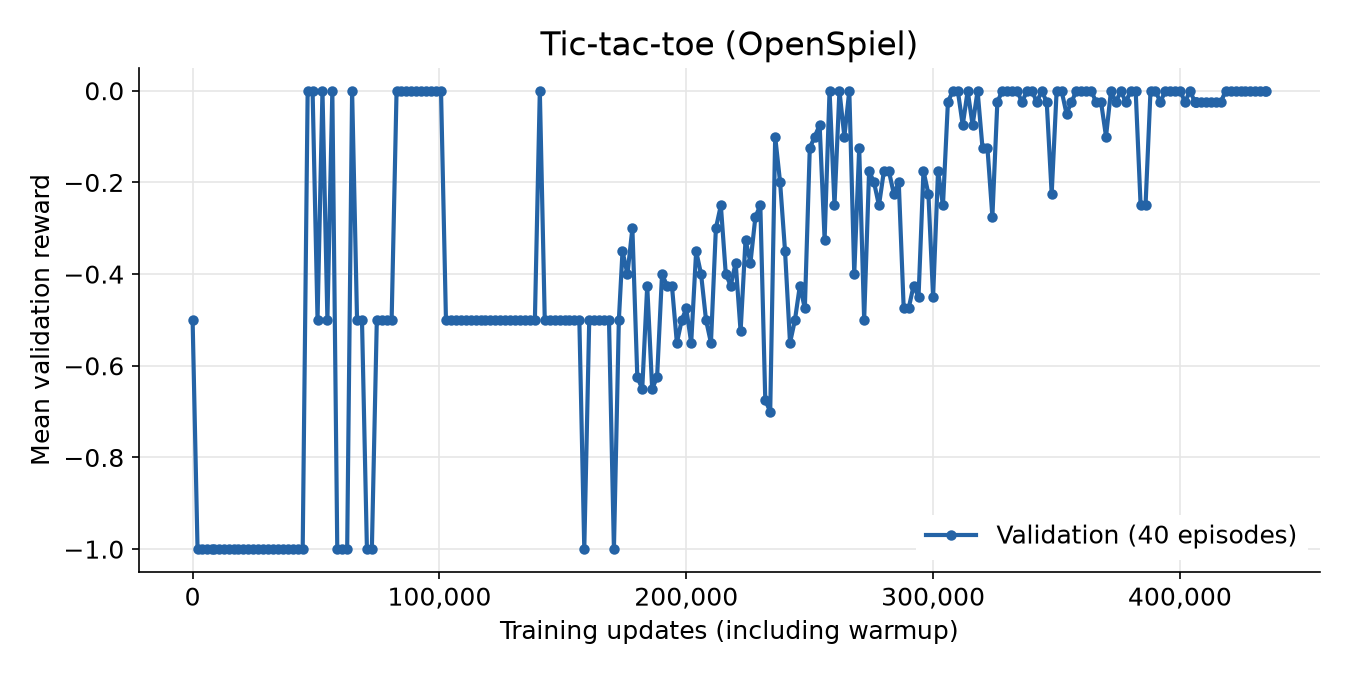 Tic-tac-toe (OpenSpiel)
Mean validation reward
0.0
−0.2
−0.4
−0.6
−0.8
−1.0
Validation (40 episodes)
0
100,000
200,000
300,000
400,000
Training updates (including warmup)